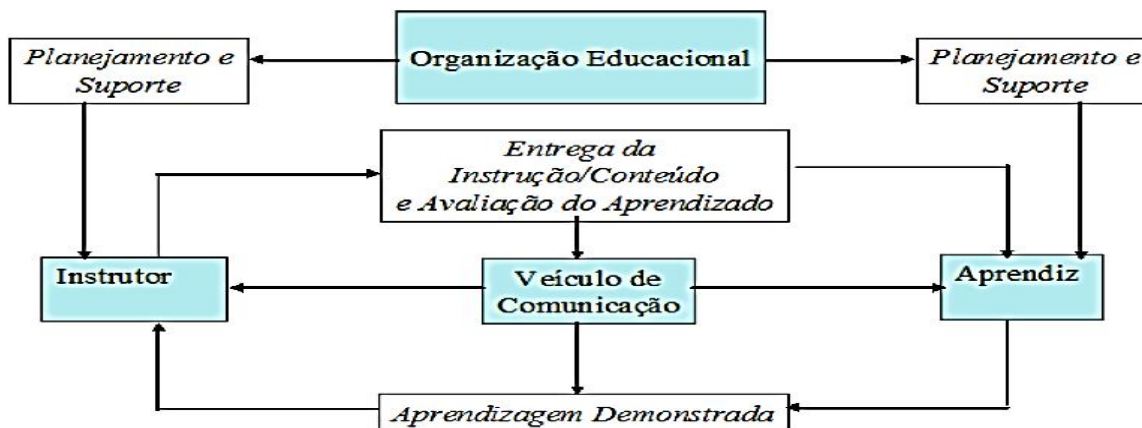 Organização Educacional
Planejamento e
Suporte
Planejamento e
Suporte
Entrega da
Instrução/Conteúdo
e Avaliação do Aprendizado
Instrutor
Veículo de
Comunicação
Aprendiz
Aprendizagem Demonstrada